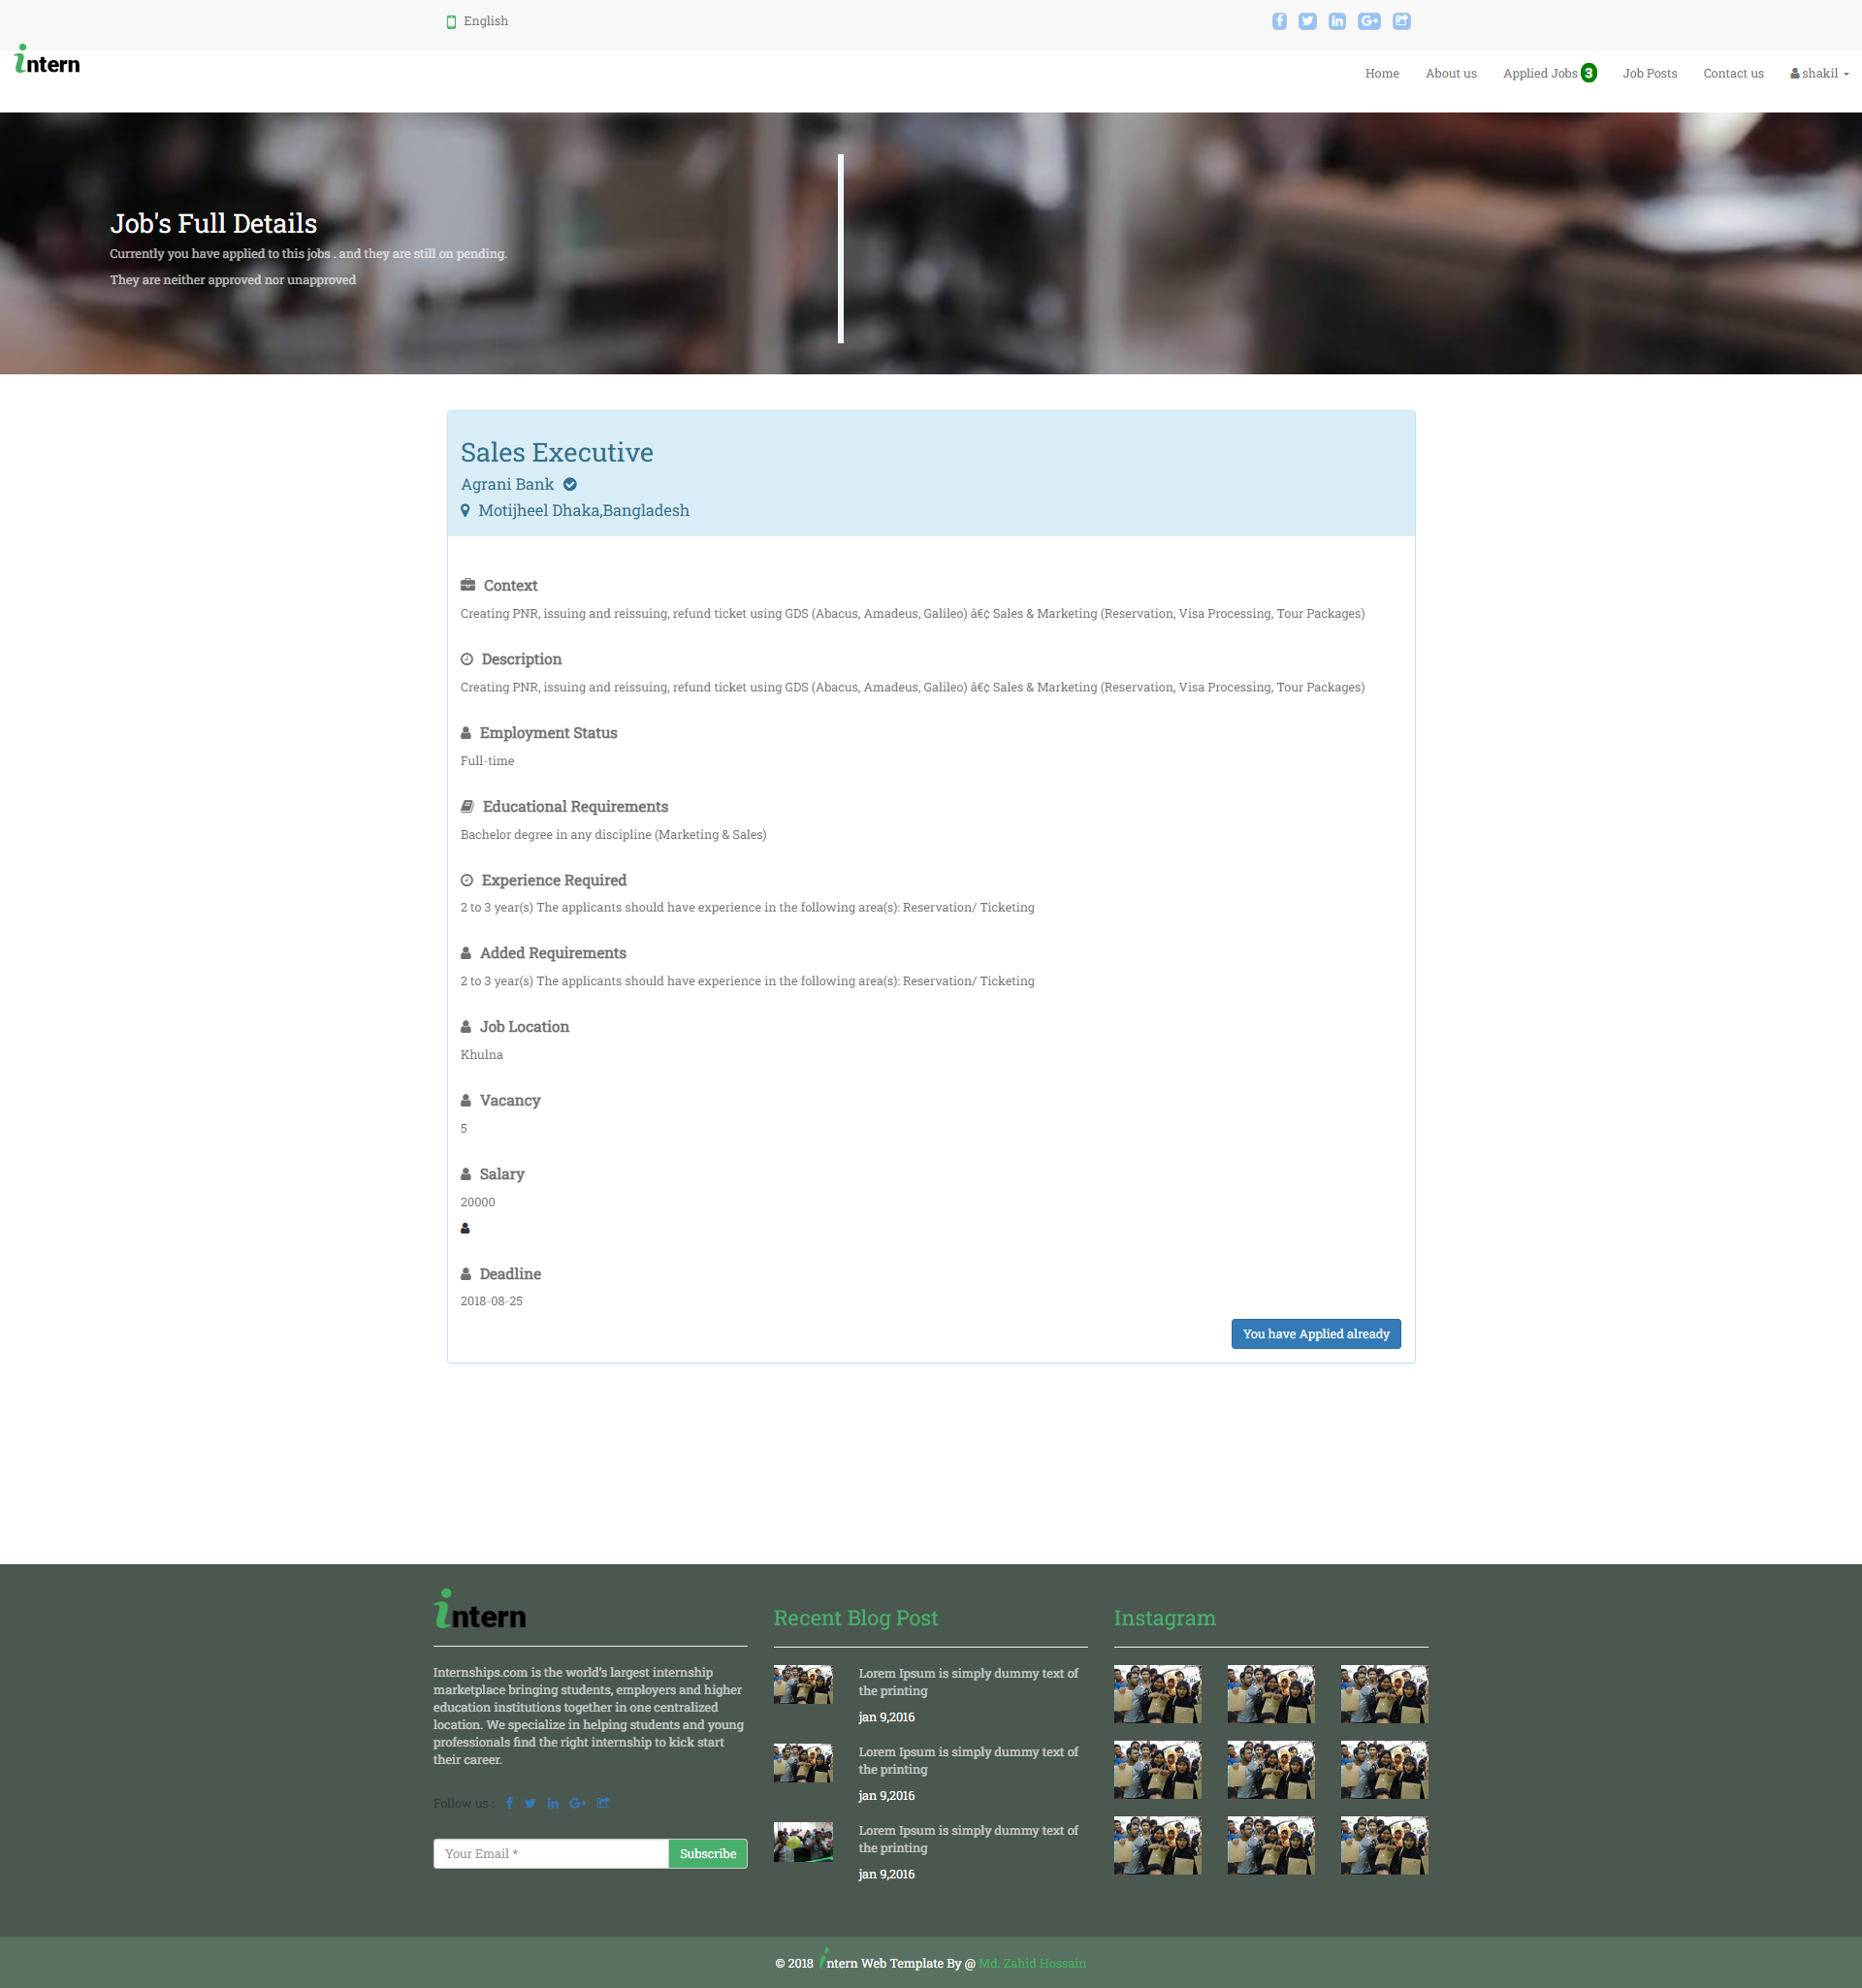 English
intern
Home About us Applied Jobs 3 Job Posts Contact us shakil
Job's Full Details
Currently you have applied to this jobs . and they are still on pending.
They are neither approved nor unapproved
Sales Executive
Agrani Bank
Motijheel Dhaka,Bangladesh
Context
Creating PNR, issuing and reissuing, refund ticket using GDS (Abacus, Amadeus, Galileo) â€¢ Sales & Marketing (Reservation, Visa Processing, Tour Packages)
Description
Creating PNR, issuing and reissuing, refund ticket using GDS (Abacus, Amadeus, Galileo) â€¢ Sales & Marketing (Reservation, Visa Processing, Tour Packages)
Employment Status
Full-time
Educational Requirements
Bachelor degree in any discipline (Marketing & Sales)
Experience Required
2 to 3 year(s) The applicants should have experience in the following area(s): Reservation/ Ticketing
Added Requirements
2 to 3 year(s) The applicants should have experience in the following area(s): Reservation/ Ticketing
Job Location
Khulna
Vacancy
5
Salary
20000
Deadline
2018-08-25
You have Applied already
intern
Internships.com is the world's largest internship
marketplace bringing students, employers and higher
education institutions together in one centralized
location. We specialize in helping students and young
professionals find the right internship to kick start
their career.
Follow us :
Your Email *
Subscribe
Recent Blog Post
Lorem Ipsum is simply dummy text of
the printing
jan 9,2016
Lorem Ipsum is simply dummy text of
the printing
jan 9,2016
Lorem Ipsum is simply dummy text of
the printing
jan 9,2016
Instagram
© 2018 intern Web Template By @ Md. Zahid Hossain